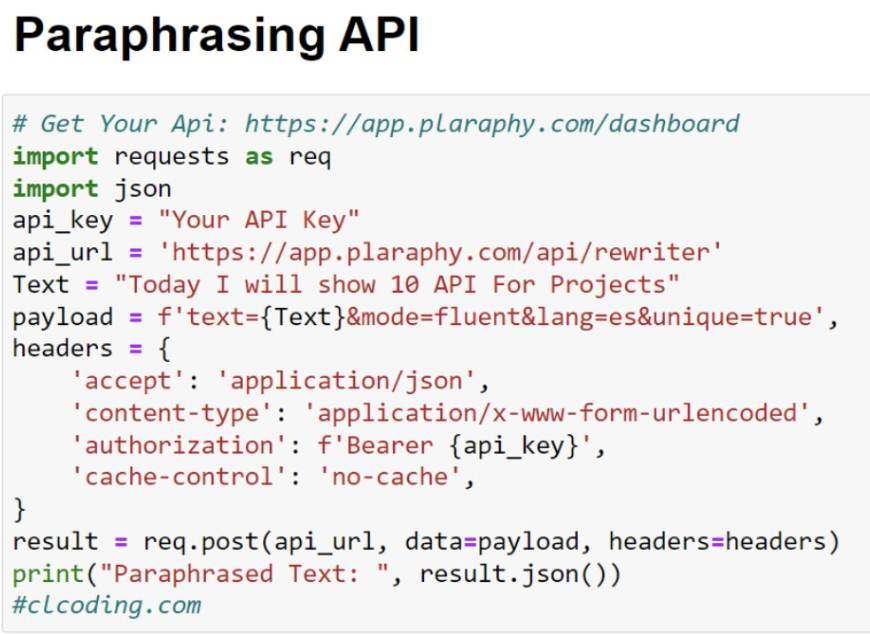 Paraphrasing API
# Get Your Api: https://app.plaraphy.com/dashboard
import requests as req
import json
api_key = "Your API Key"
api_url = 'https://app.plaraphy.com/api/rewriter'
Text = "Today I will show 10 API For Projects"
payload = f'text={Text}&mode=fluent&lang=es&unique=true',
headers = {
    'accept': 'application/json',
    'content-type': 'application/x-www-form-urlencoded',
    'authorization': f'Bearer {api_key}',
    'cache-control': 'no-cache',
}
result = req.post(api_url, data=payload, headers=headers)
print("Paraphrased Text: ", result.json())
#clcoding.com